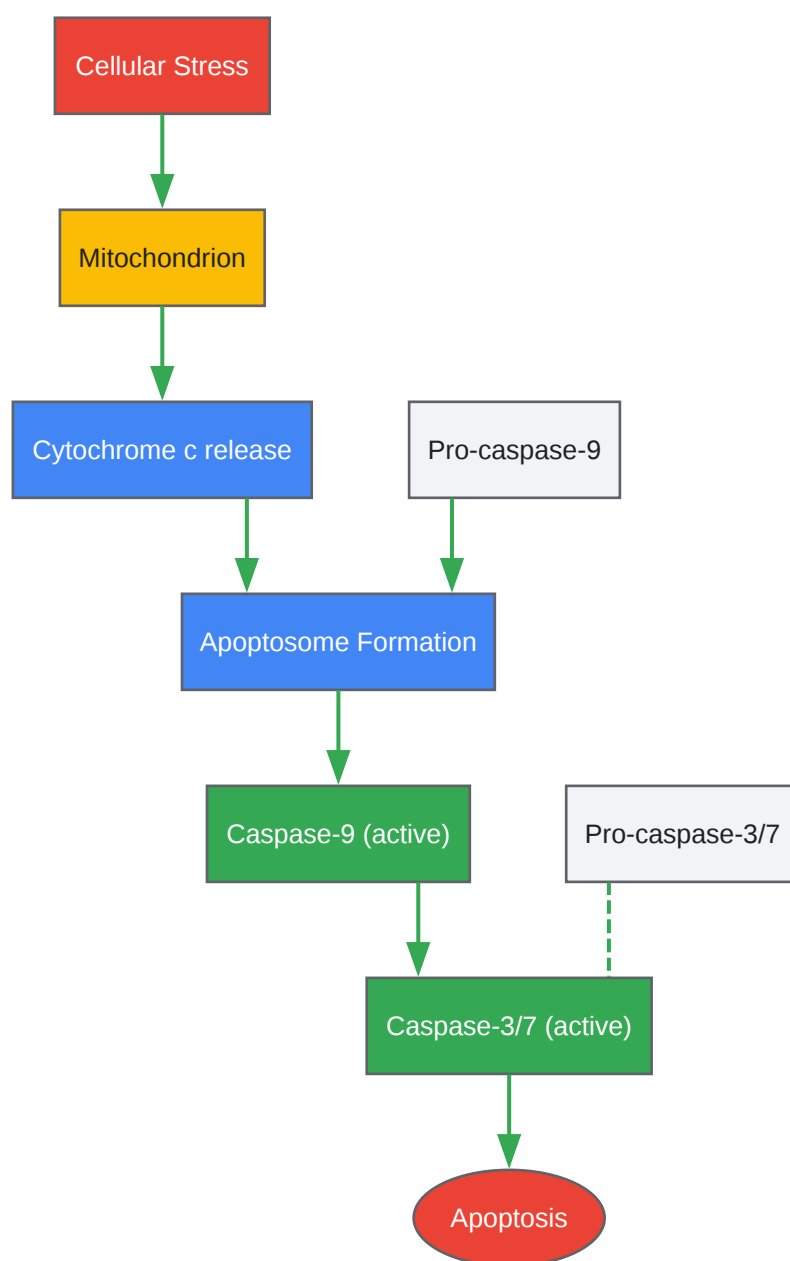 Cellular Stress
Mitochondrion
Cytochrome c release
Pro-caspase-9
Apoptosome Formation
Caspase-9 (active)
Pro-caspase-3/7
Caspase-3/7 (active)
Apoptosis